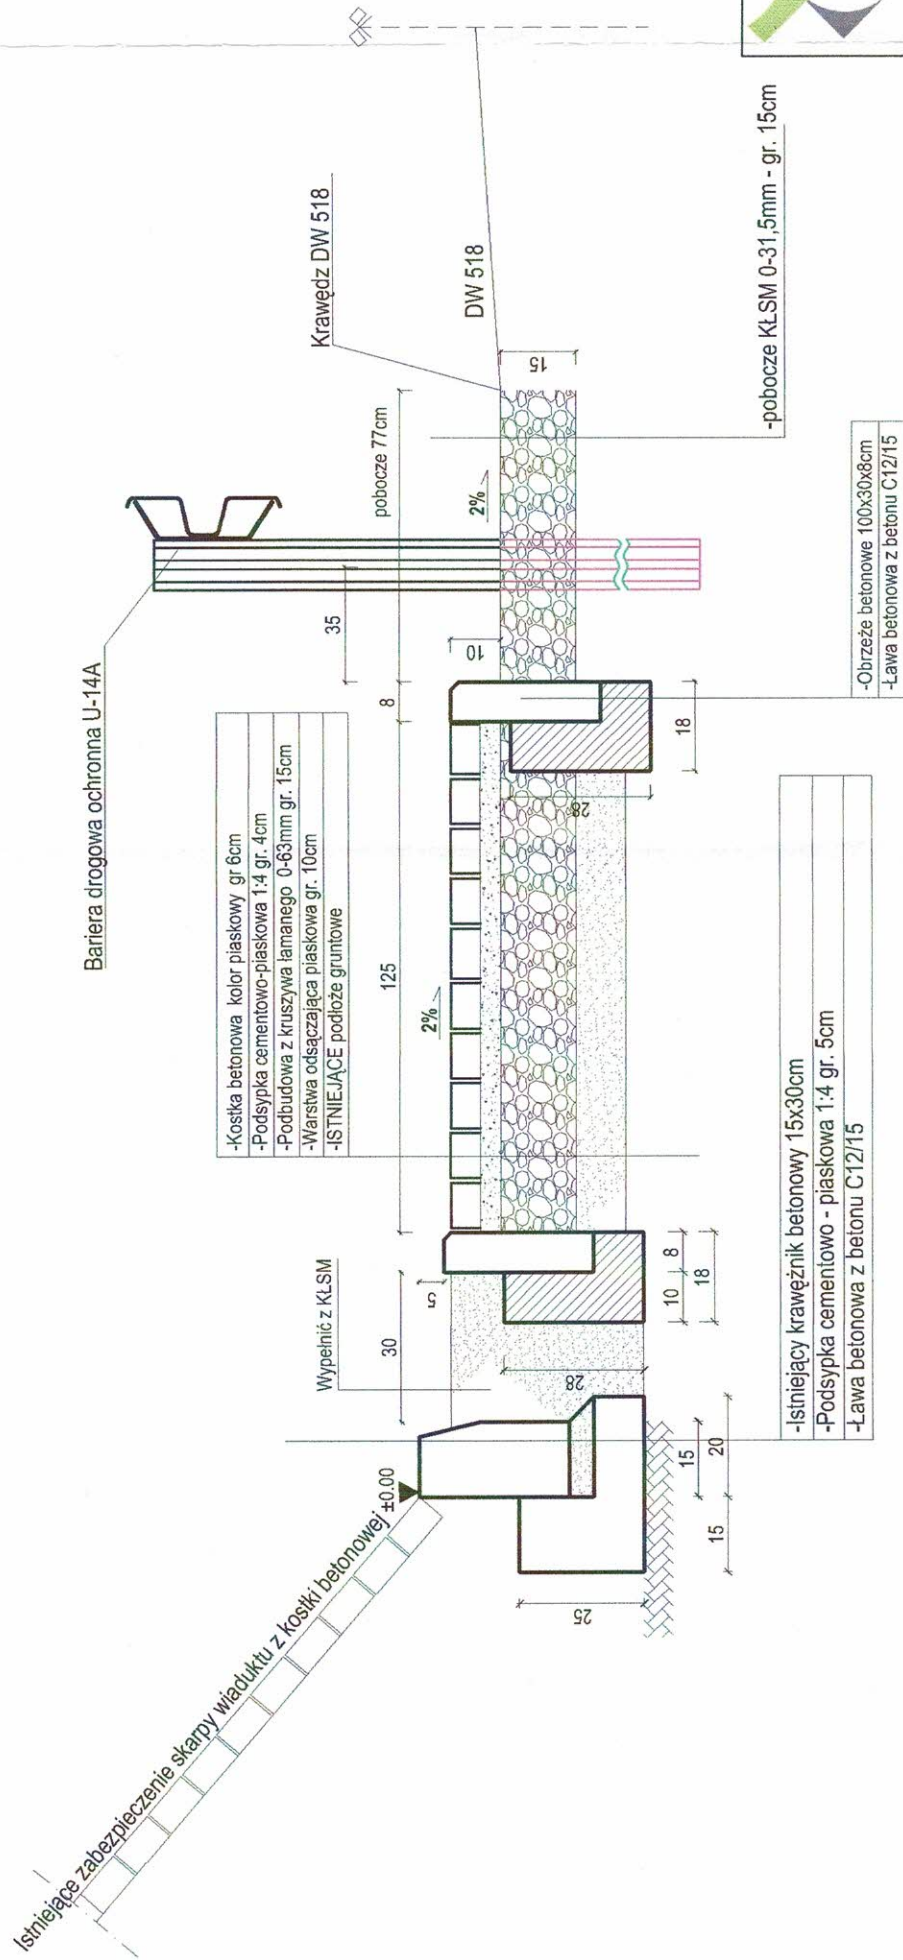 Istniejące zabezpieczenie skarpy wiaduktu z kostki betonowej
±0.00
Bariera drogowa ochronna U-14A
-Kostka betonowa kolor piaskowy gr 6cm
-Podsypka cementowo-piaskowa 1:4 gr. 4cm
-Podbudowa z kruszywa łamanego 0-63mm gr. 15cm
-Warstwa odsączająca piaskowa gr. 10cm
-ISTNIEJĄCE podłoże gruntowe
Wypełnić z KŁSM
30
125
8
35
pobocze 77cm
Krawędz DW 518
DW 518
5
2%
10
2%
15
25
28
28
15
20
15
10
8
18
18
-Istniejący krawężnik betonowy 15x30cm
-Podsypka cementowo - piaskowa 1:4 gr. 5cm
-Ława betonowa z betonu C12/15
-Obrzeże betonowe 100x30x8cm
-Ława betonowa z betonu C12/15
-pobocze KŁSM 0-31,5mm - gr. 15cm